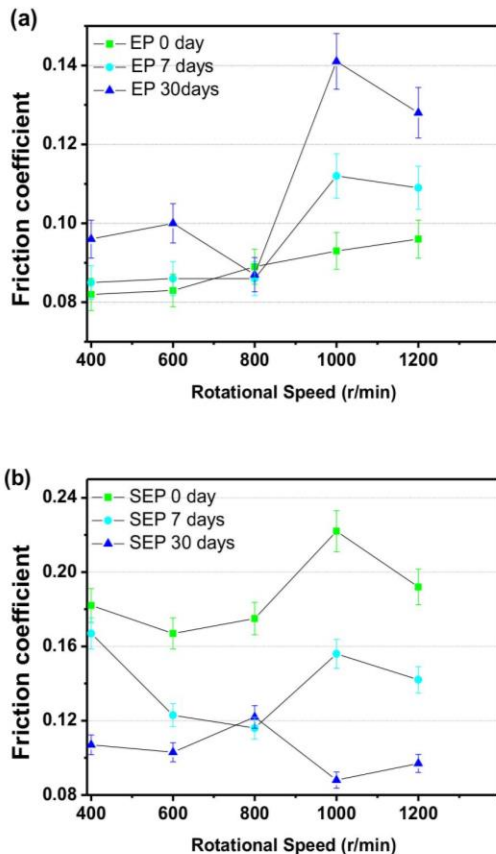 (a)
EP 0 day
EP 7 days
EP 30days
Friction coefficient
0.14
0.12
0.10
0.08
400 600 800 1000 1200
Rotational Speed (r/min)
(b)
SEP 0 day
SEP 7 days
SEP 30 days
Friction coefficient
0.24
0.20
0.16
0.12
0.08
400 600 800 1000 1200
Rotational Speed (r/min)